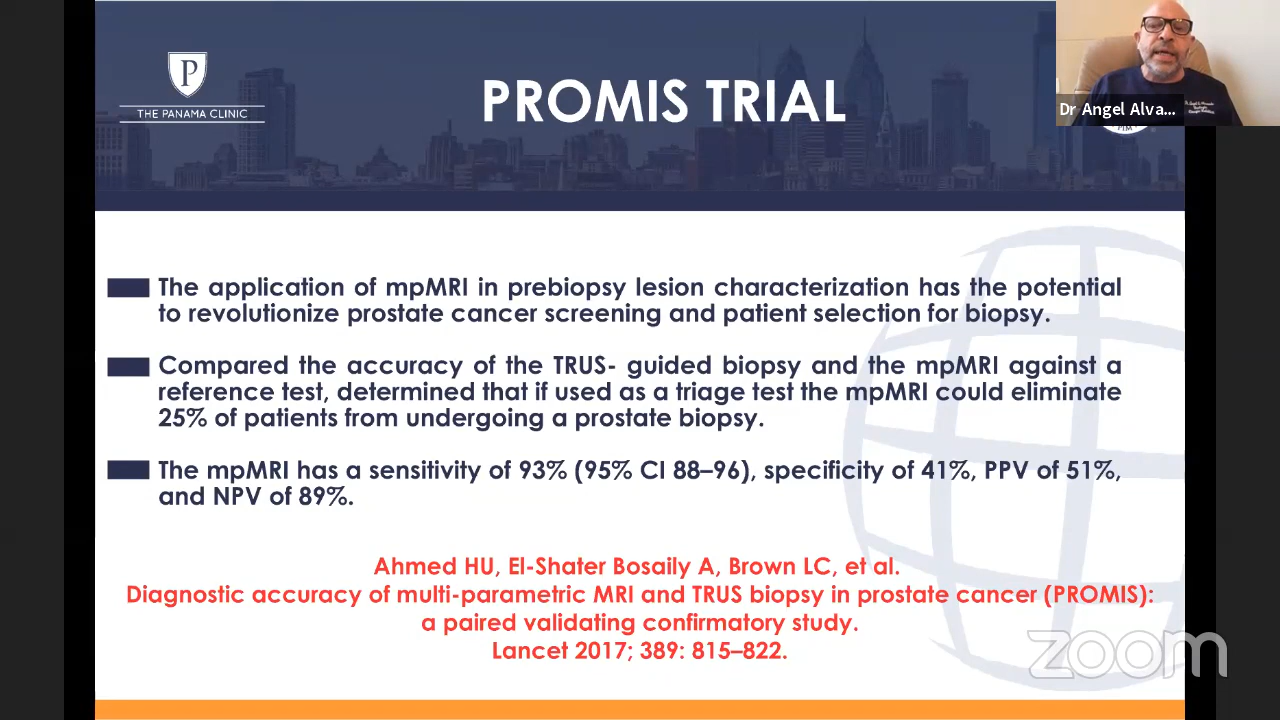 P
THE PANAMA CLINIC
PROMIS TRIAL
Dr Angel Alva...
The application of mpMRI in prebiopsy lesion characterization has the potential
to revolutionize prostate cancer screening and patient selection for biopsy.
Compared the accuracy of the TRUS- guided biopsy and the mpMRI against a
reference test, determined that if used as a triage test the mpMRI could eliminate
25% of patients from undergoing a prostate biopsy.
The mpMRI has a sensitivity of 93% (95% CI 88–96), specificity of 41%, PPV of 51%,
and NPV of 89%.
Ahmed HU, El-Shater Bosaily A, Brown LC, et al.
Diagnostic accuracy of multi-parametric MRI and TRUS biopsy in prostate cancer (PROMIS):
a paired validating confirmatory study.
Lancet 2017; 389: 815–822.
zoom